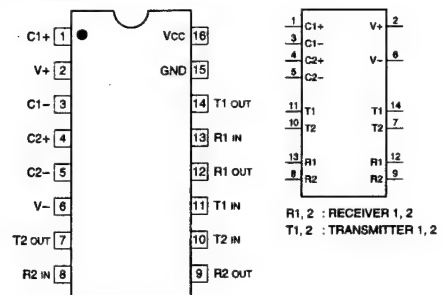 C1+ 1 16 VCC
V+ 2 15 GND
C1− 3 14 T1 OUT
C2+ 4 13 R1 IN
C2− 5 12 R1 OUT
V− 6 11 T1 IN
T2 OUT 7 10 T2 IN
R2 IN 8 9 R2 OUT
1 C1+ V+ 2
3 C1−
4 C2+ V− 6
5 C2−
11 T1 T1 14
10 T2 T2 7
13 R1 R1 12
8 R2 R2 9
R1, 2 : RECEIVER 1, 2
T1, 2 : TRANSMITTER 1, 2